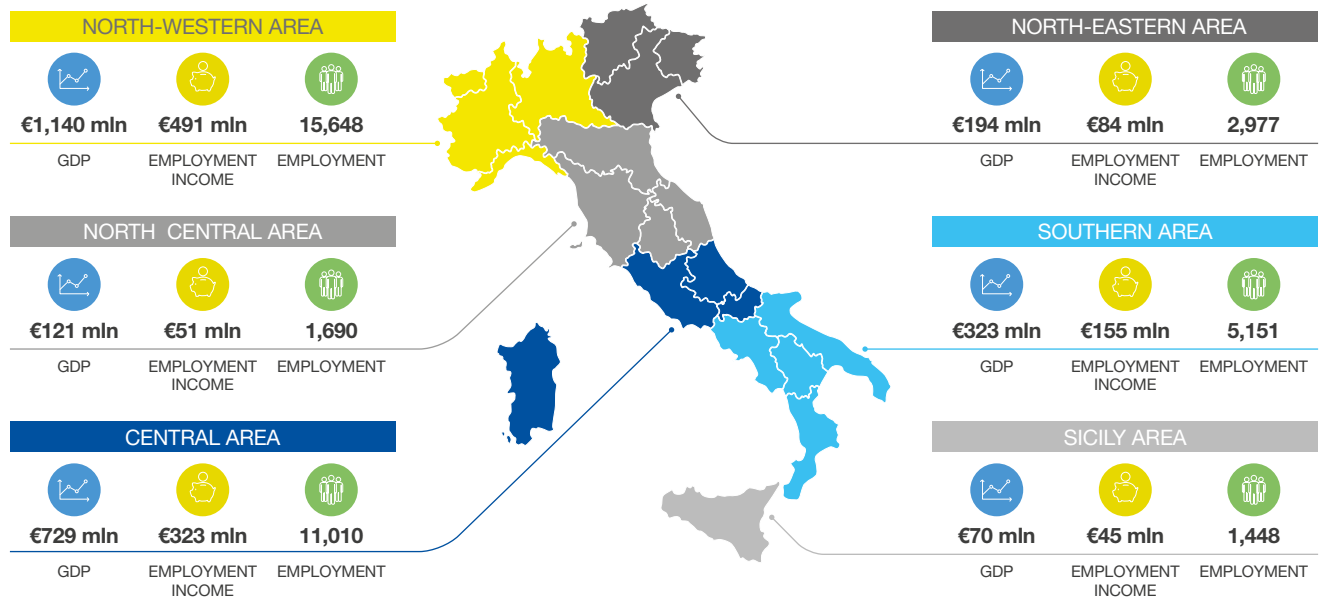 NORTH-WESTERN AREA
€1,140 mln €491 mln 15,648
GDP EMPLOYMENT INCOME EMPLOYMENT
NORTH CENTRAL AREA
€121 mln €51 mln 1,690
GDP EMPLOYMENT INCOME EMPLOYMENT
CENTRAL AREA
€729 mln €323 mln 11,010
GDP EMPLOYMENT INCOME EMPLOYMENT
NORTH-EASTERN AREA
€194 mln €84 mln 2,977
GDP EMPLOYMENT INCOME EMPLOYMENT
SOUTHERN AREA
€323 mln €155 mln 5,151
GDP EMPLOYMENT INCOME EMPLOYMENT
SICILY AREA
€70 mln €45 mln 1,448
GDP EMPLOYMENT INCOME EMPLOYMENT